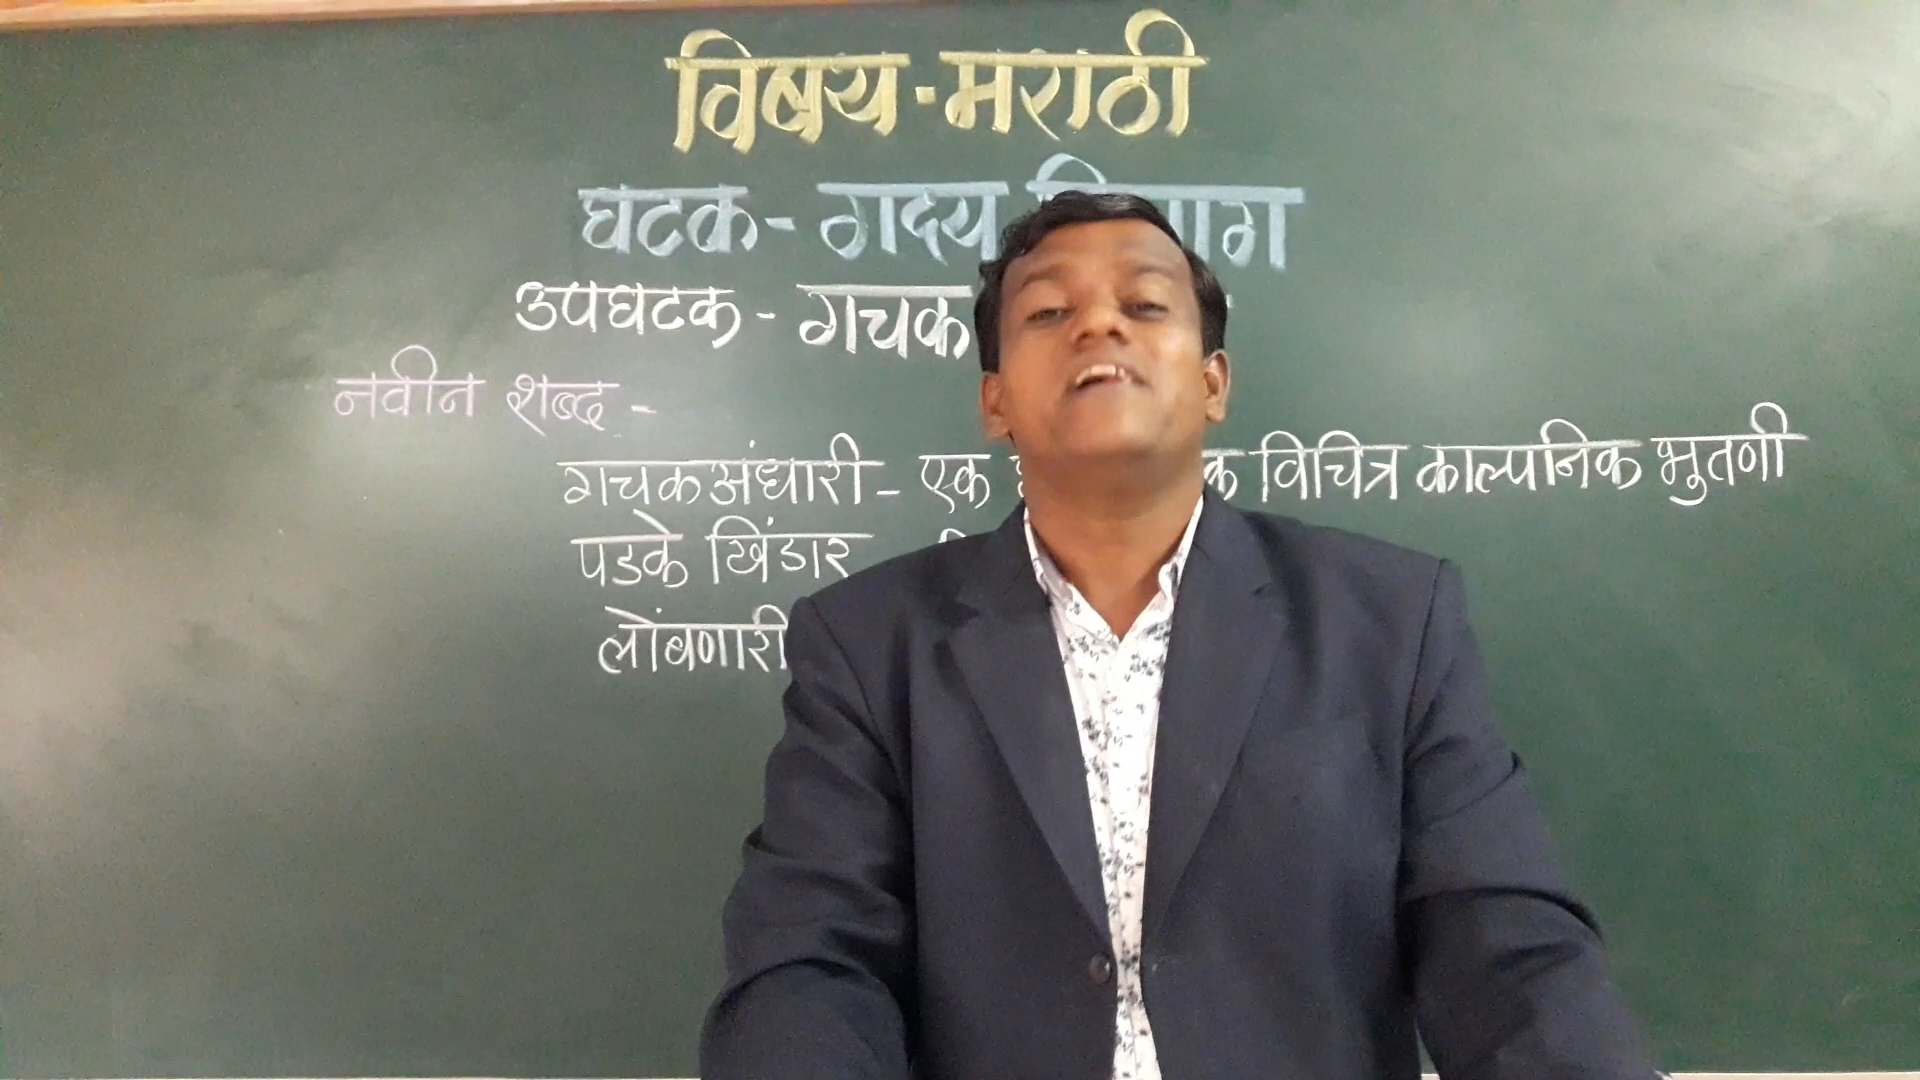 विषय - मराठी
घटक - गद्य
उपघटक - गचक
नवीन शब्द -
गचकअंधारी - एक विचित्र काल्पनिक भुतणी
पडके खिंडार
लोंबणारी